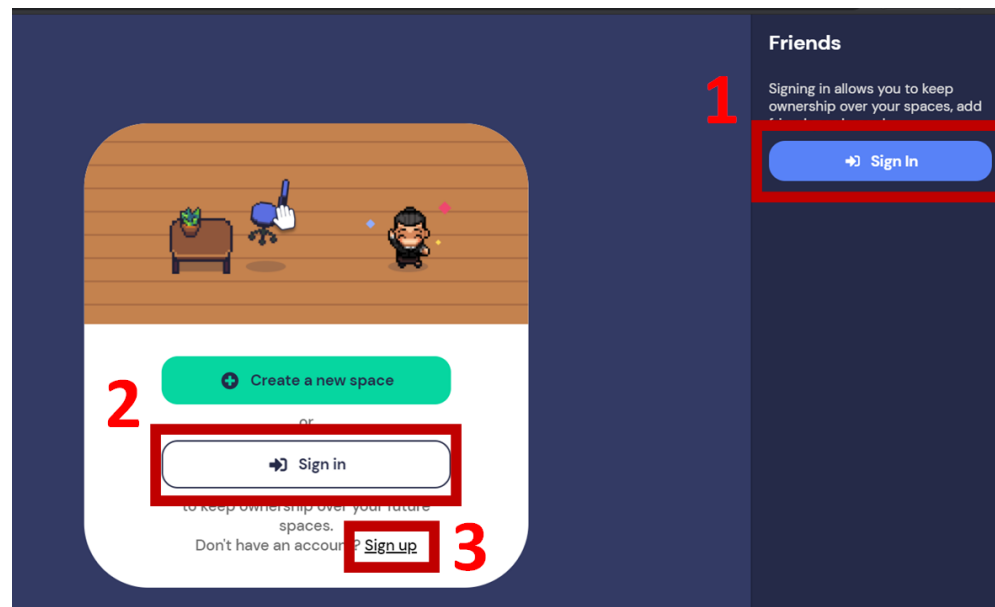 Friends
1
Signing in allows you to keep
ownership over your spaces, add
Sign In
Create a new space
2
or
Sign in
to keep ownership over your future
spaces.
Don't have an account? Sign up
3